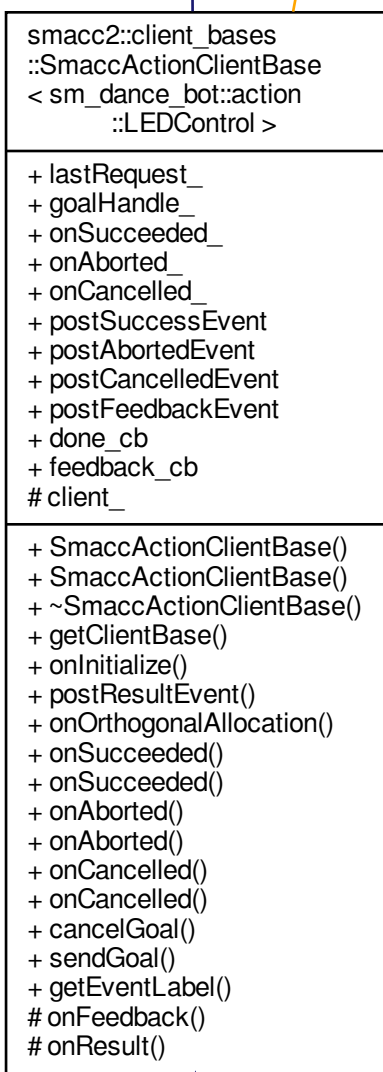 smacc2::client_bases
::SmaccActionClientBase
< sm_dance_bot::action
::LEDControl >
+ lastRequest_
+ goalHandle_
+ onSucceeded_
+ onAborted_
+ onCancelled_
+ postSuccessEvent
+ postAbortedEvent
+ postCancelledEvent
+ postFeedbackEvent
+ done_cb
+ feedback_cb
# client_
+ SmaccActionClientBase()
+ SmaccActionClientBase()
+ ~SmaccActionClientBase()
+ getClientBase()
+ onInitialize()
+ postResultEvent()
+ onOrthogonalAllocation()
+ onSucceeded()
+ onSucceeded()
+ onAborted()
+ onAborted()
+ onCancelled()
+ onCancelled()
+ cancelGoal()
+ sendGoal()
+ getEventLabel()
# onFeedback()
# onResult()